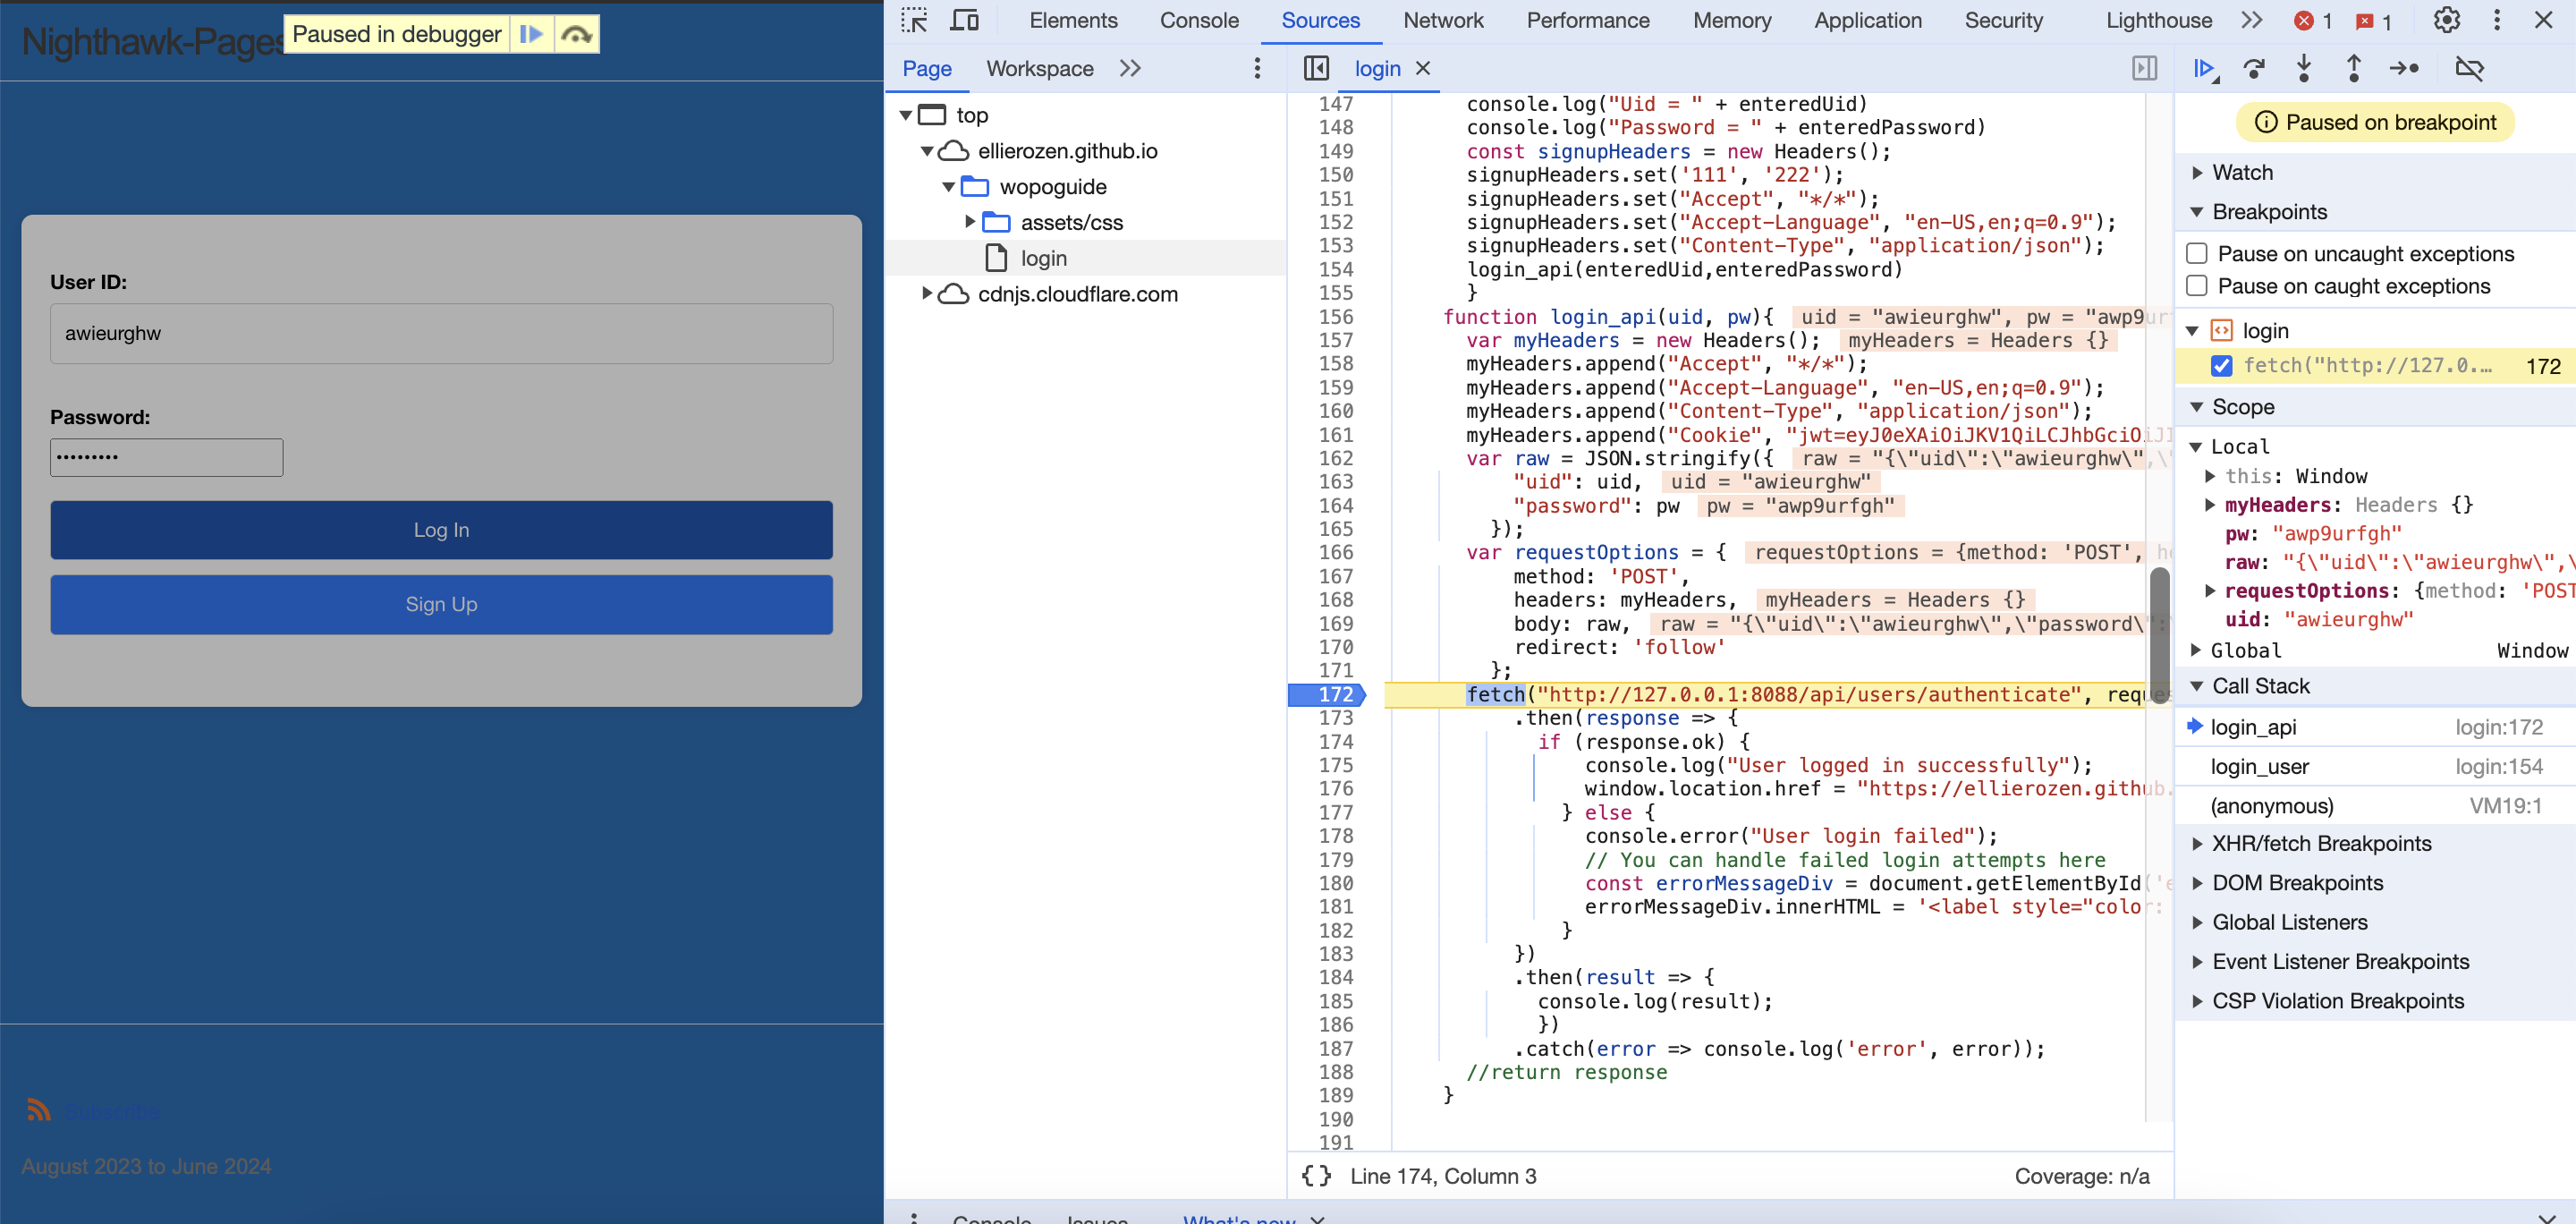 Nighthawk-Pages
Paused in debugger
User ID:
awieurghw
Password:
•••••••••
Log In
Sign Up
Subscribe
August 2023 to June 2024
Elements Console Sources Network Performance Memory Application Security Lighthouse 1 1
Page Workspace
login
top
ellierozen.github.io
wopoguide
assets/css
login
cdnjs.cloudflare.com
147 console.log("Uid = " + enteredUid)
148 console.log("Password = " + enteredPassword)
149 const signupHeaders = new Headers();
150 signupHeaders.set('111', '222');
151 signupHeaders.set("Accept", "*/*");
152 signupHeaders.set("Accept-Language", "en-US,en;q=0.9");
153 signupHeaders.set("Content-Type", "application/json");
154 login_api(enteredUid,enteredPassword)
155 }
156 function login_api(uid, pw){ uid = "awieurghw", pw = "awp9ur
157 var myHeaders = new Headers(); myHeaders = Headers {}
158 myHeaders.append("Accept", "*/*");
159 myHeaders.append("Accept-Language", "en-US,en;q=0.9");
160 myHeaders.append("Content-Type", "application/json");
161 myHeaders.append("Cookie", "jwt=eyJ0eXAiOiJKV1QiLCJhbGciOiJI
162 var raw = JSON.stringify({ raw = "{\"uid\":\"awieurghw\",\"
163 "uid": uid, uid = "awieurghw"
164 "password": pw pw = "awp9urfgh"
165 });
166 var requestOptions = { requestOptions = {method: 'POST', he
167 method: 'POST',
168 headers: myHeaders, myHeaders = Headers {}
169 body: raw, raw = "{\"uid\":\"awieurghw\",\"password\":
170 redirect: 'follow'
171 };
172 fetch("http://127.0.0.1:8088/api/users/authenticate", reque
173 .then(response => {
174 if (response.ok) {
175 console.log("User logged in successfully");
176 window.location.href = "https://ellierozen.github.
177 } else {
178 console.error("User login failed");
179 // You can handle failed login attempts here
180 const errorMessageDiv = document.getElementById('e
181 errorMessageDiv.innerHTML = '<label style="color:
182 }
183 })
184 .then(result => {
185 console.log(result);
186 })
187 .catch(error => console.log('error', error));
188 //return response
189 }
190
191
{} Line 174, Column 3 Coverage: n/a
Console Issues What's new
Paused on breakpoint
Watch
Breakpoints
Pause on uncaught exceptions
Pause on caught exceptions
login
fetch("http://127.0.… 172
Scope
Local
this: Window
myHeaders: Headers {}
pw: "awp9urfgh"
raw: "{\"uid\":\"awieurghw\",\
requestOptions: {method: 'POST
uid: "awieurghw"
Global Window
Call Stack
login_api login:172
login_user login:154
(anonymous) VM19:1
XHR/fetch Breakpoints
DOM Breakpoints
Global Listeners
Event Listener Breakpoints
CSP Violation Breakpoints